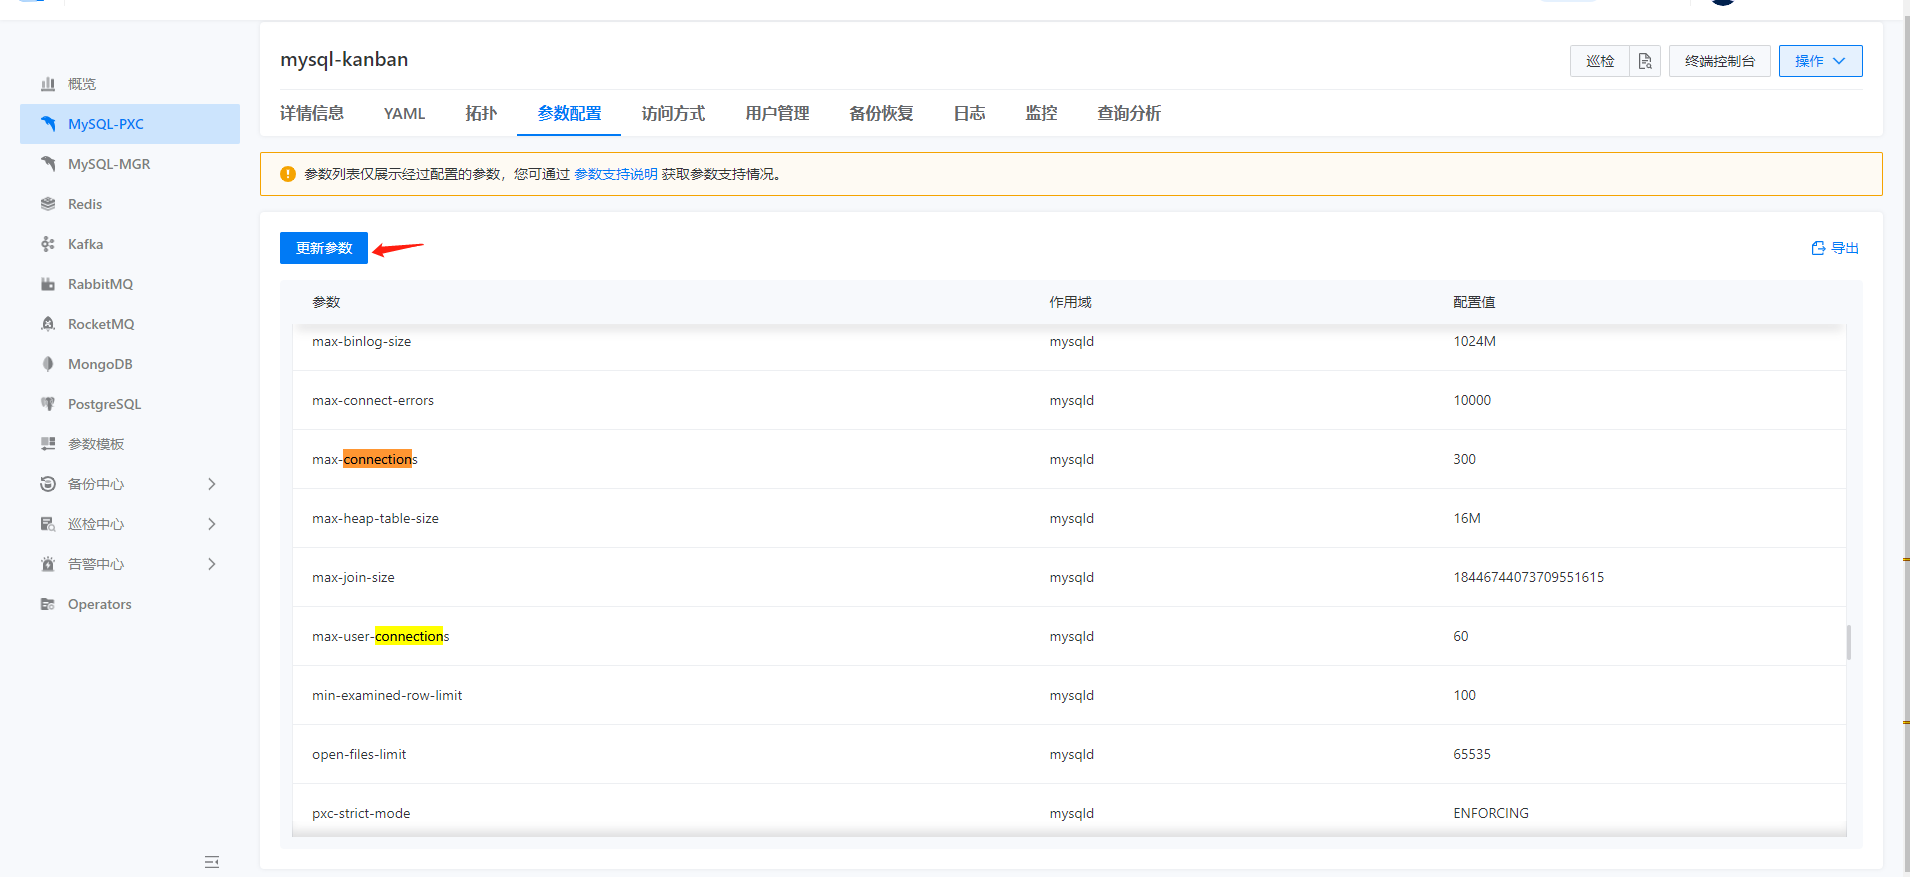 概览
MySQL-PXC
MySQL-MGR
Redis
Kafka
RabbitMQ
RocketMQ
MongoDB
PostgreSQL
参数模板
备份中心
巡检中心
告警中心
Operators
mysql-kanban
巡检 终端控制台 操作
详情信息 YAML 拓扑 参数配置 访问方式 用户管理 备份恢复 日志 监控 查询分析
参数列表仅展示经过配置的参数，您可通过 参数支持说明 获取参数支持情况。
更新参数 导出
参数 作用域 配置值
max-binlog-size mysqld 1024M
max-connect-errors mysqld 10000
max-connections mysqld 300
max-heap-table-size mysqld 16M
max-join-size mysqld 18446744073709551615
max-user-connections mysqld 60
min-examined-row-limit mysqld 100
open-files-limit mysqld 65535
pxc-strict-mode mysqld ENFORCING